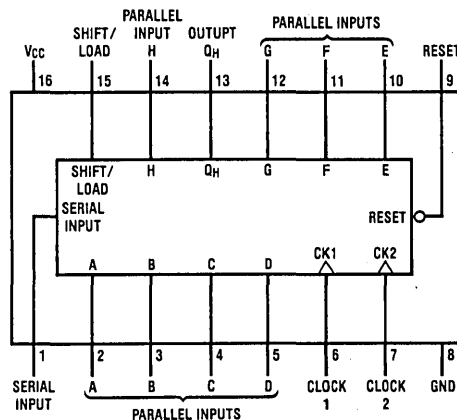 PARALLEL INPUTS
PARALLEL
SHIFT/ INPUT OUTUPT
VCC LOAD H QH G F E RESET
16 15 14 13 12 11 10 9
SHIFT/ H QH G F E
LOAD
SERIAL
INPUT
RESET
CK1 CK2
A B C D
1 2 3 4 5 6 7 8
SERIAL A B C D CLOCK CLOCK GND
INPUT 1 2
PARALLEL INPUTS